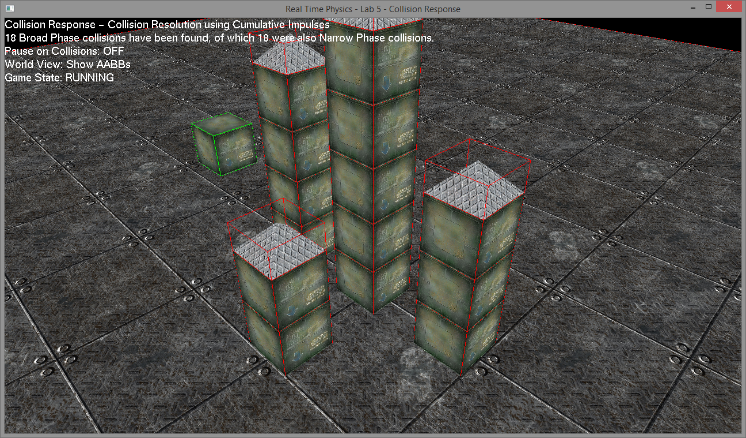 Real Time Physics - Lab 5 - Collision Response
Collision Response – Collision Resolution using Cumulative Impulses
18 Broad Phase collisions have been found, of which 18 were also Narrow Phase collisions.
Pause on Collisions: OFF
World View: Show AABBs
Game State: RUNNING